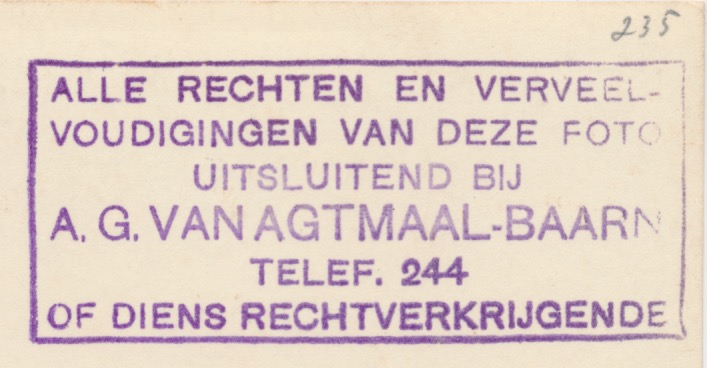 235
ALLE RECHTEN EN VERVEEL-
VOUDIGINGEN VAN DEZE FOTO
UITSLUITEND BIJ
A. G. VAN AGTMAAL-BAARN
TELEF. 244
OF DIENS RECHTVERKRIJGENDE